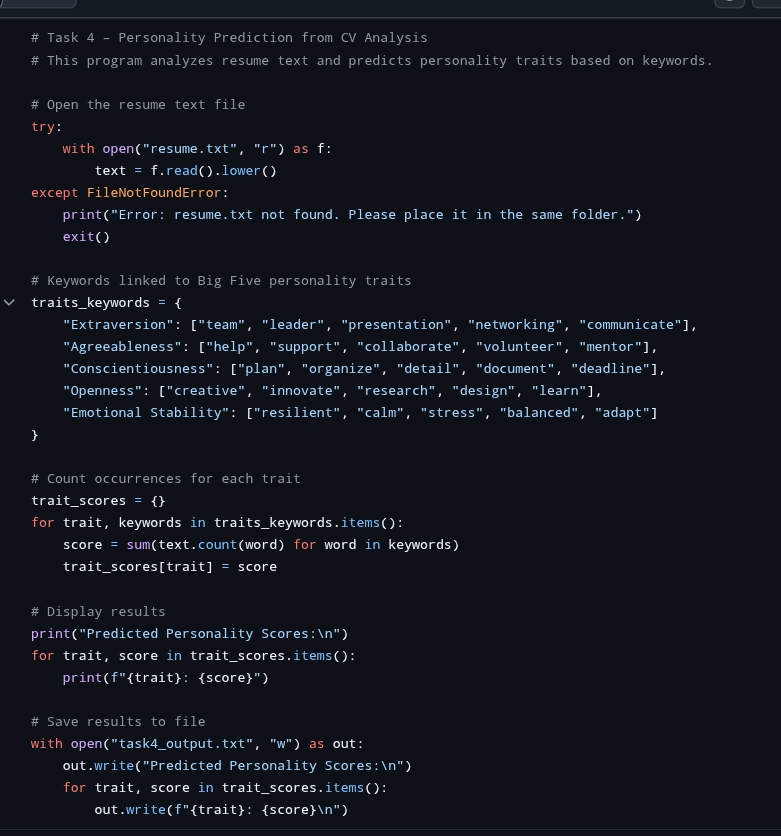 # Task 4 – Personality Prediction from CV Analysis
# This program analyzes resume text and predicts personality traits based on keywords.

# Open the resume text file
try:
    with open("resume.txt", "r") as f:
        text = f.read().lower()
except FileNotFoundError:
    print("Error: resume.txt not found. Please place it in the same folder.")
    exit()

# Keywords linked to Big Five personality traits
traits_keywords = {
    "Extraversion": ["team", "leader", "presentation", "networking", "communicate"],
    "Agreeableness": ["help", "support", "collaborate", "volunteer", "mentor"],
    "Conscientiousness": ["plan", "organize", "detail", "document", "deadline"],
    "Openness": ["creative", "innovate", "research", "design", "learn"],
    "Emotional Stability": ["resilient", "calm", "stress", "balanced", "adapt"]
}

# Count occurrences for each trait
trait_scores = {}
for trait, keywords in traits_keywords.items():
    score = sum(text.count(word) for word in keywords)
    trait_scores[trait] = score

# Display results
print("Predicted Personality Scores:\n")
for trait, score in trait_scores.items():
    print(f"{trait}: {score}")

# Save results to file
with open("task4_output.txt", "w") as out:
    out.write("Predicted Personality Scores:\n")
    for trait, score in trait_scores.items():
        out.write(f"{trait}: {score}\n")